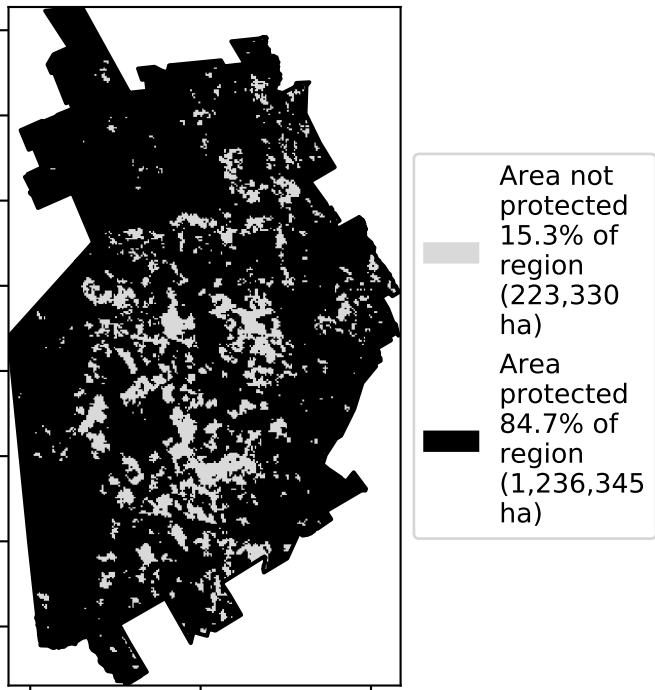 Area not
protected
15.3% of
region
(223,330
ha)
Area
protected
84.7% of
region
(1,236,345
ha)